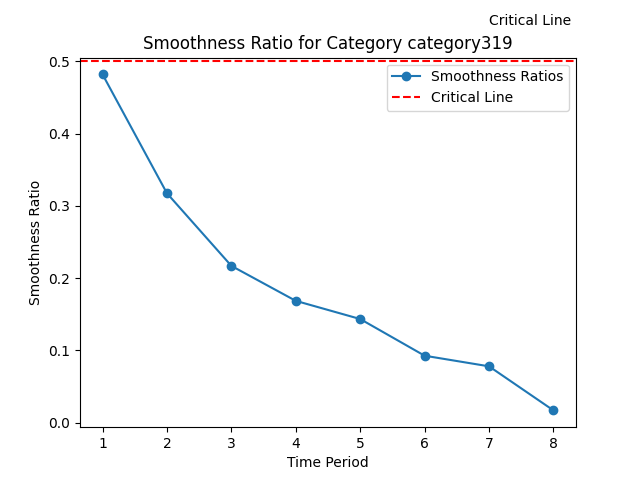 Critical Line
Smoothness Ratio for Category category319
Smoothness Ratios
Critical Line
Smoothness Ratio
0.5
0.4
0.3
0.2
0.1
0.0
1 2 3 4 5 6 7 8
Time Period